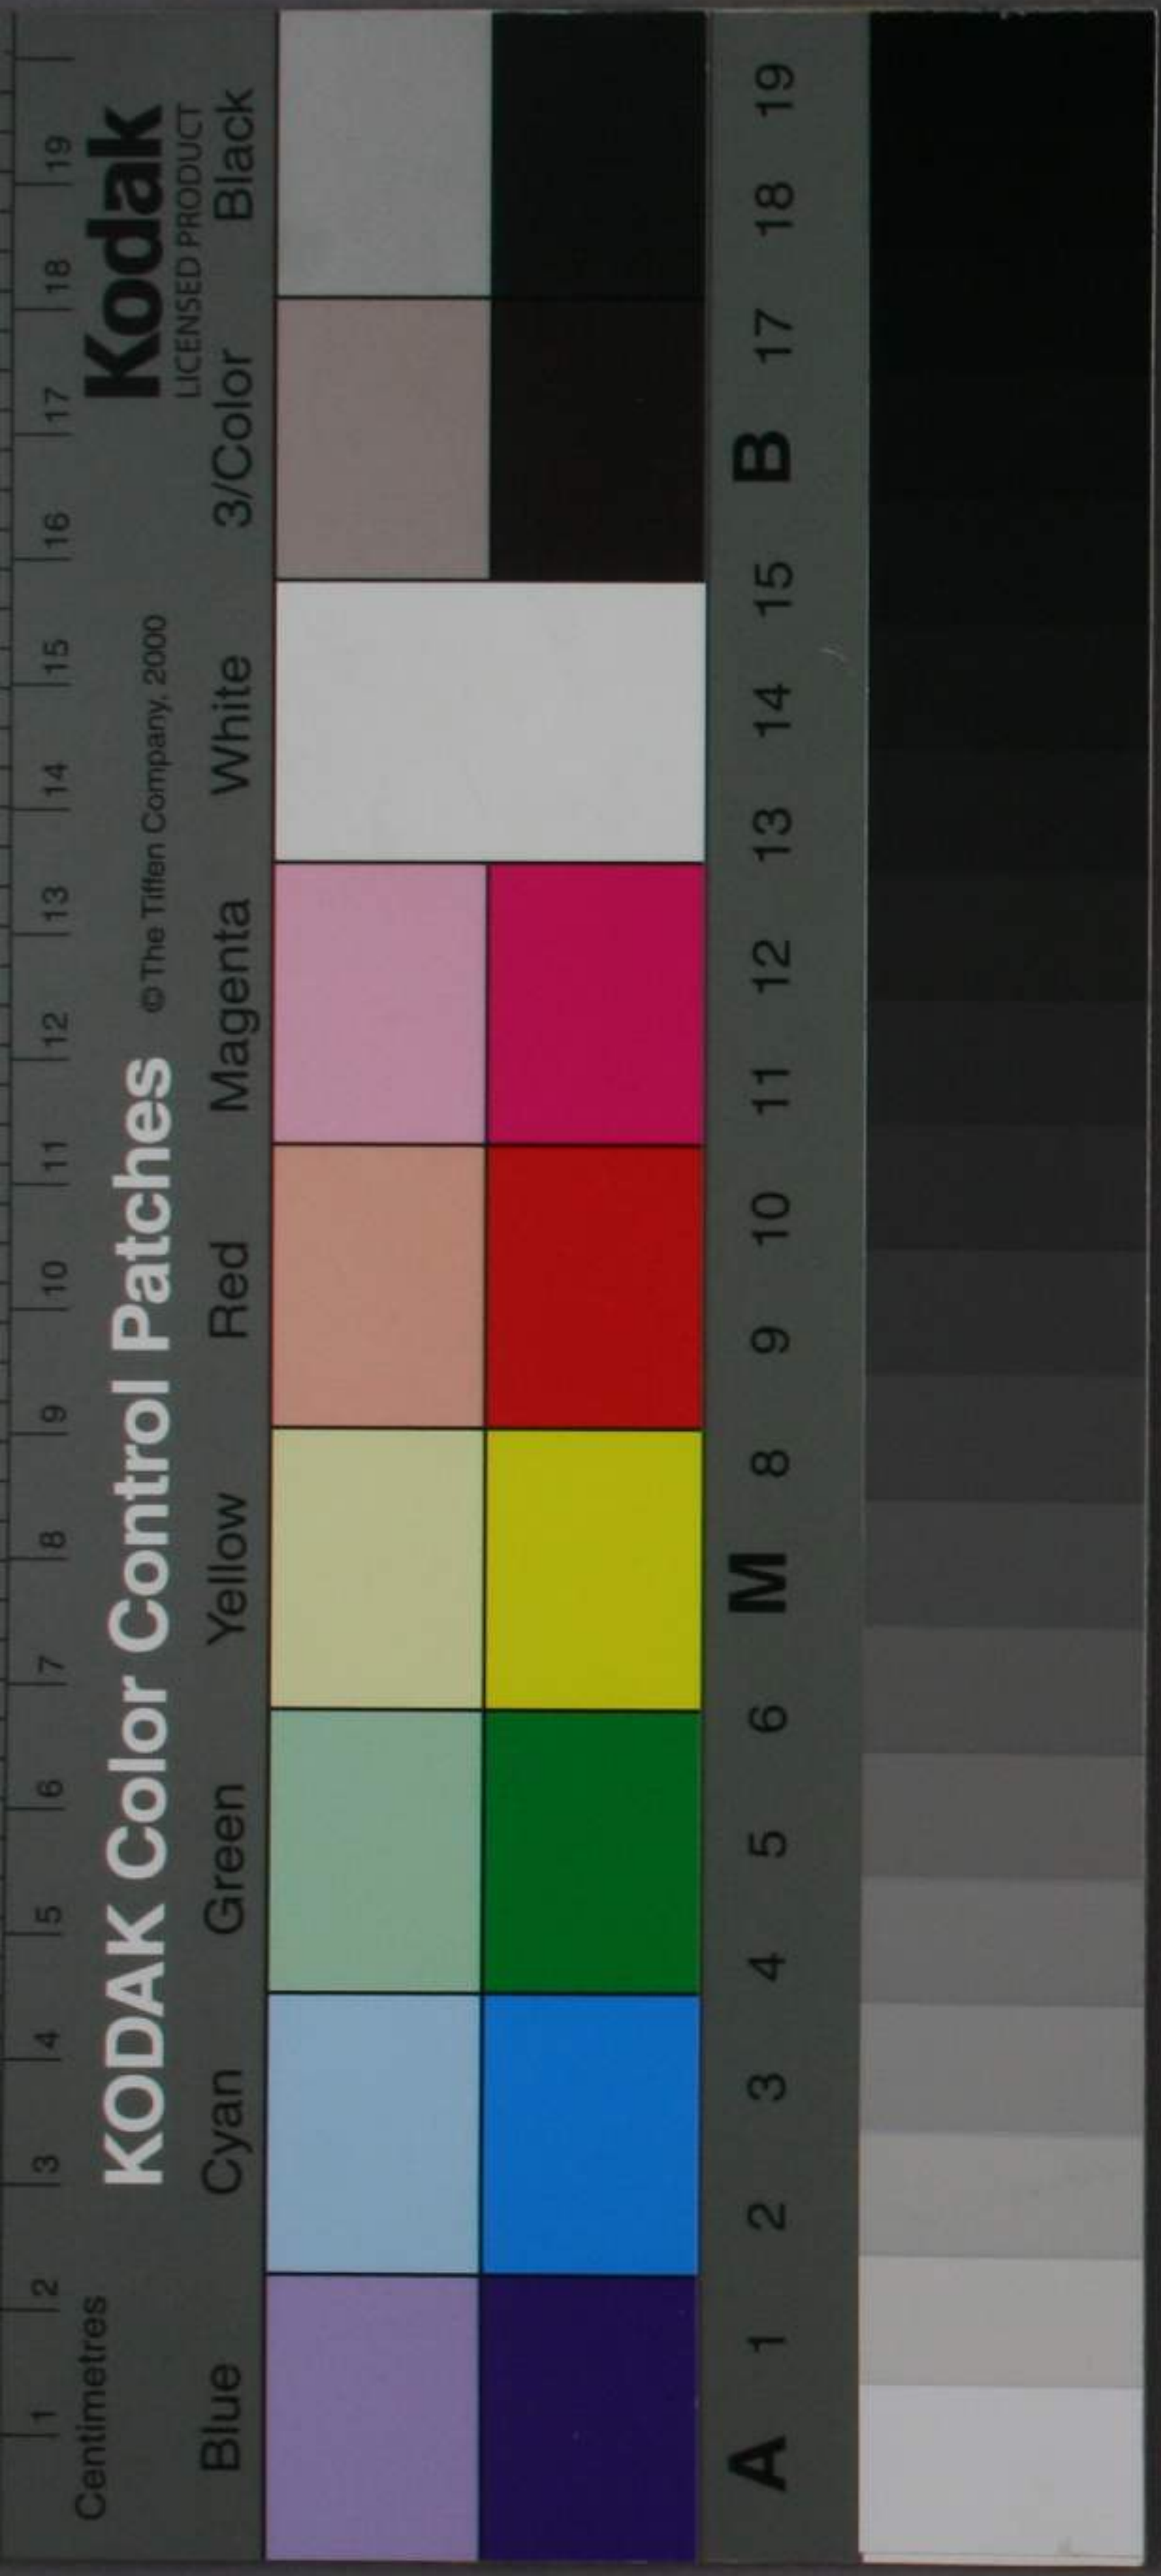 1 2 3 4 5 6 7 8 9 10 11 12 13 14 15 16 17 18 19
Centimetres
KODAK Color Control Patches © The Tiffen Company, 2000 Kodak
LICENSED PRODUCT
Blue Cyan Green Yellow Red Magenta White 3/Color Black
A 1 2 3 4 5 6 M 8 9 10 11 12 13 14 15 B 17 18 19